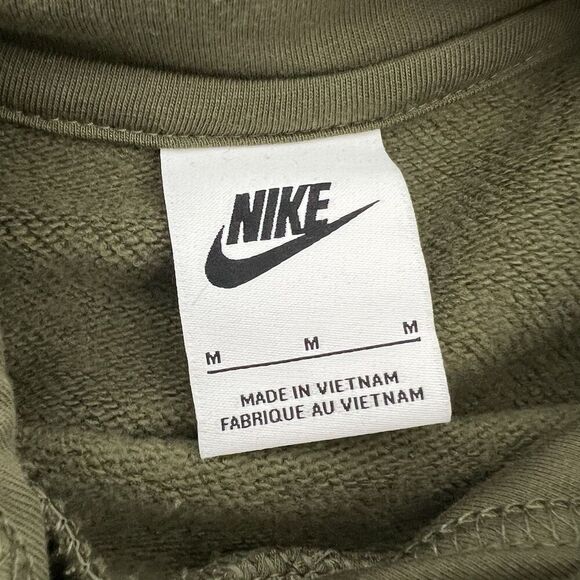 NIKE
M M M
MADE IN VIETNAM
FABRIQUE AU VIETNAM